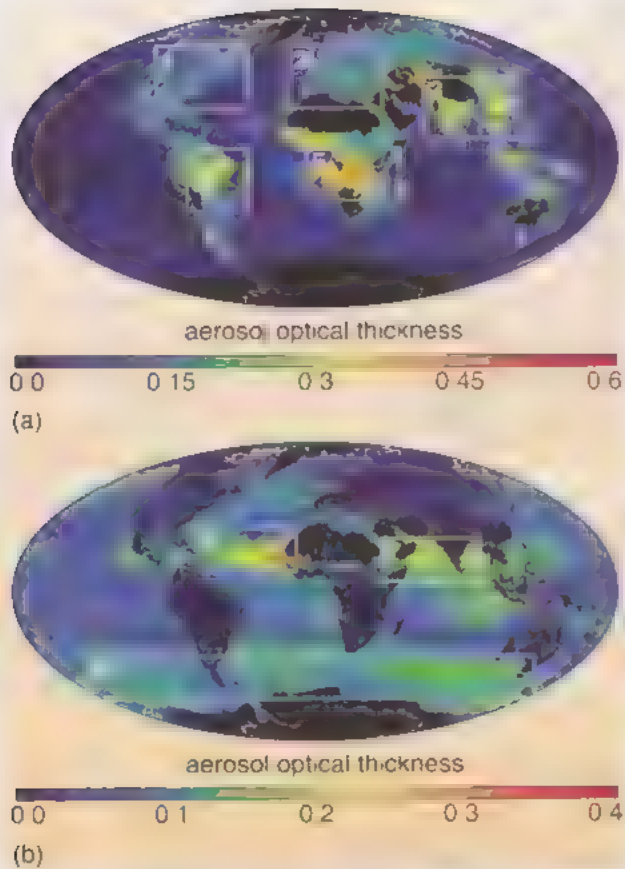 aerosol optical thickness
0 0 0 15 0 3 0 45 0 6
(a)
aerosol optical thickness
0 0 0 1 0 2 0 3 0 4
(b)